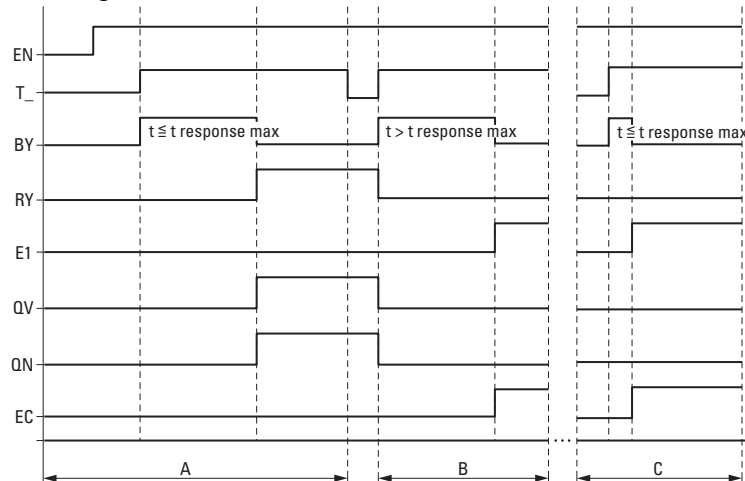 EN
T_
BY
t ≦ t response max
t > t response max
t ≦ t response max
RY
E1
QV
QN
EC
...
A
B
C